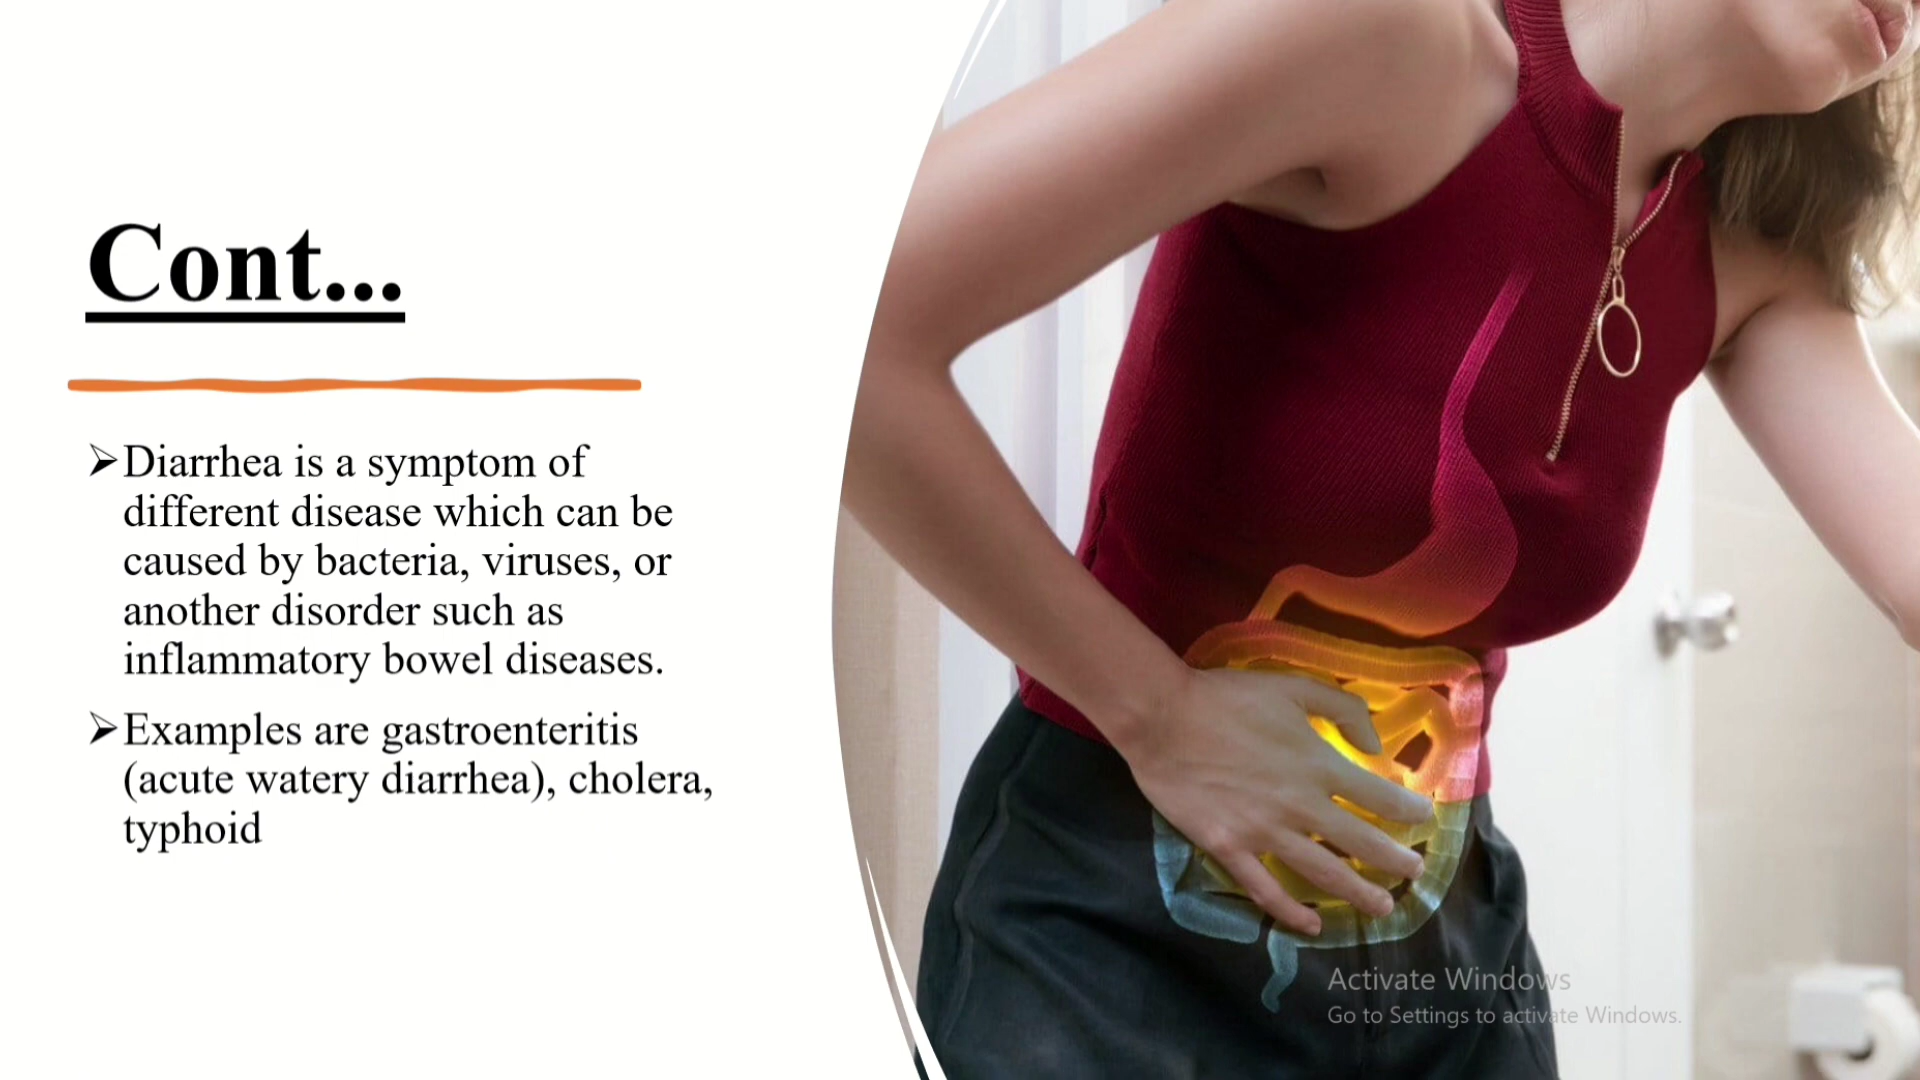 Cont...
➢Diarrhea is a symptom of
different disease which can be
caused by bacteria, viruses, or
another disorder such as
inflammatory bowel diseases.
➢Examples are gastroenteritis
(acute watery diarrhea), cholera,
typhoid
Activate Windows
Go to Settings to activate Windows.